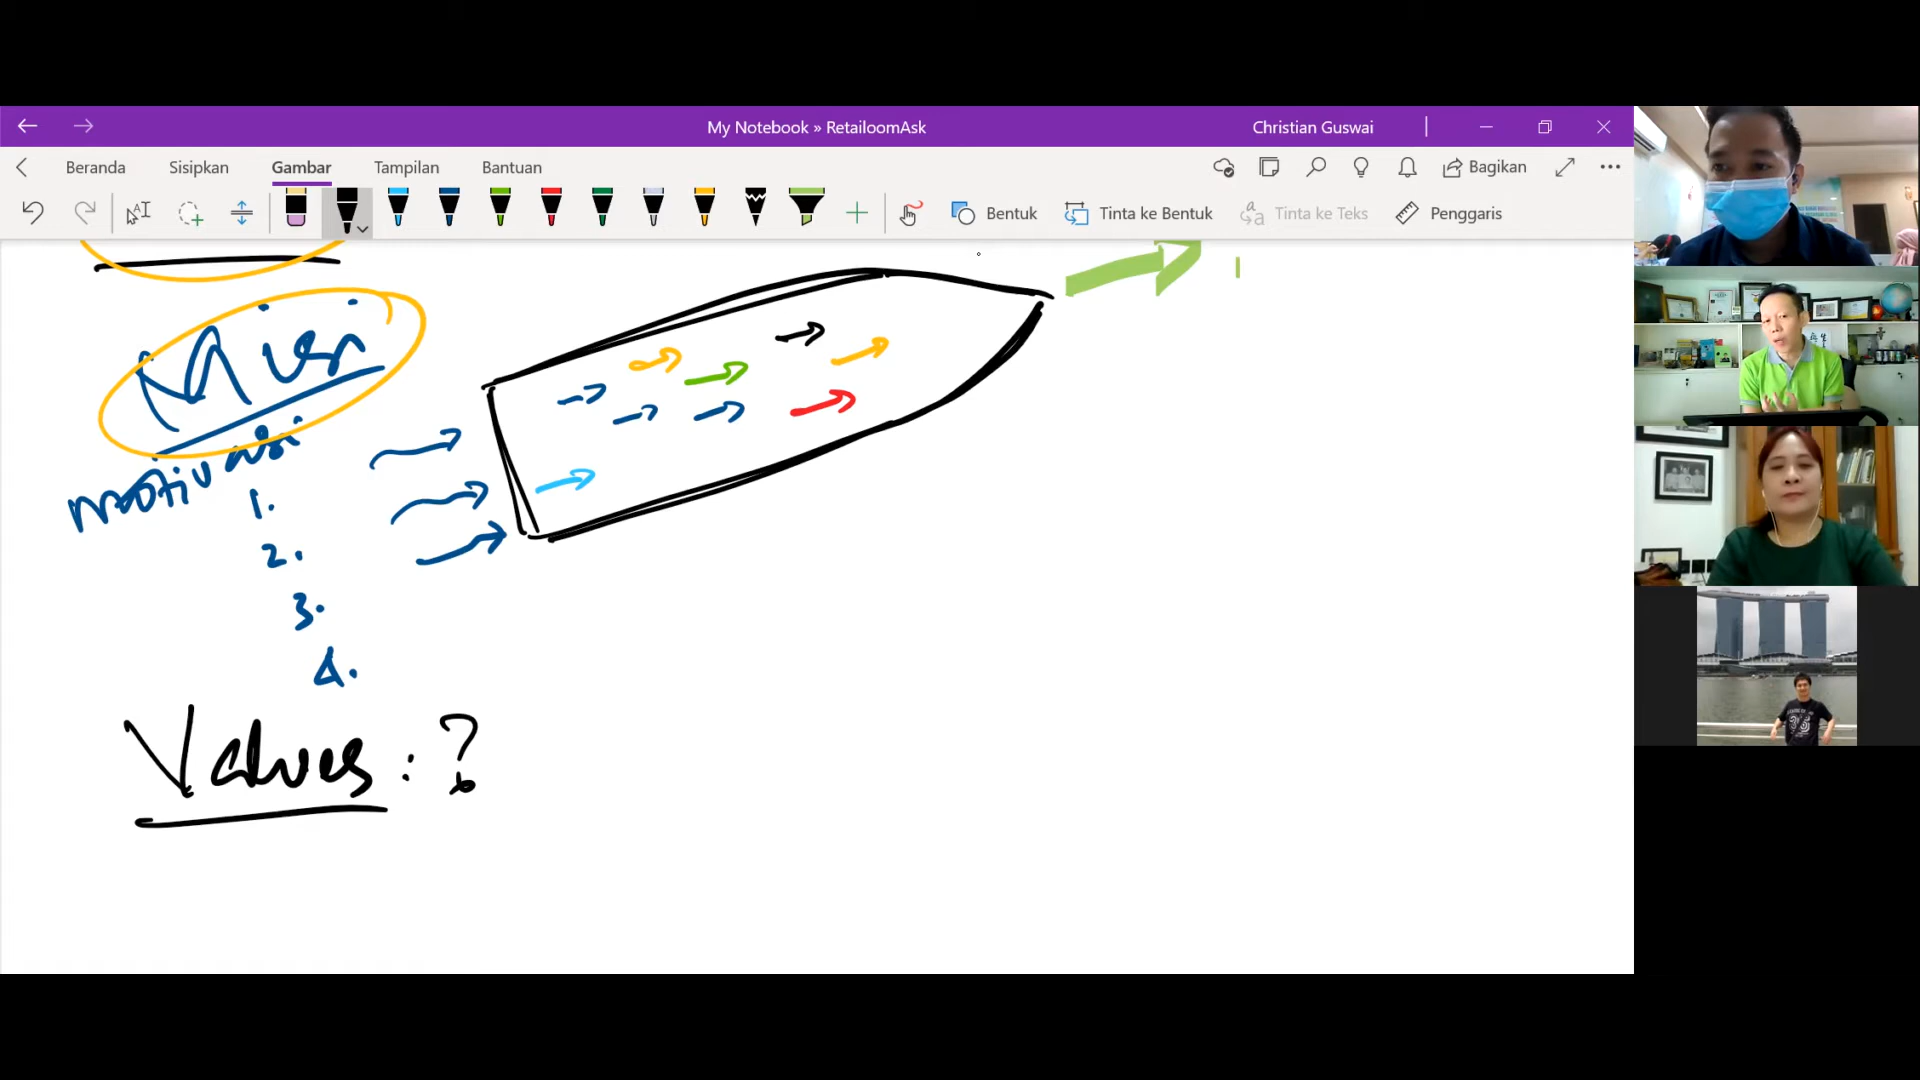 My Notebook » RetailoomAsk
Christian Guswai
Beranda
Sisipkan
Gambar
Tampilan
Bantuan
Bagikan
Bentuk
Tinta ke Bentuk
Tinta ke Teks
Penggaris
Misi
motivasi
1.
2.
3.
4.
Values : ?